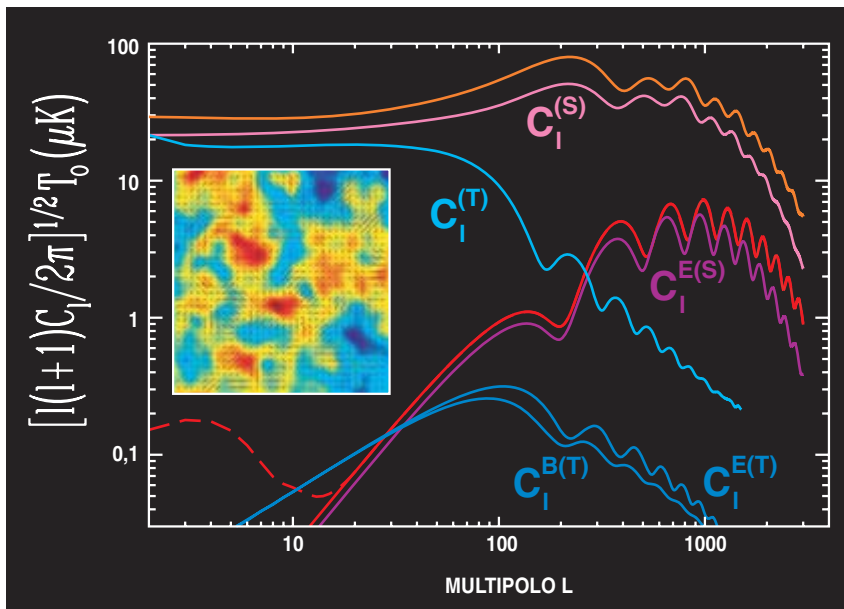 [l(l+1)C_l/2π]^{1/2}T_0(μK)
100
10
1
0,1
C_l^{(S)}
C_l^{(T)}
C_l^{E(S)}
C_l^{B(T)}
C_l^{E(T)}
10
100
1000
MULTIPOLO L